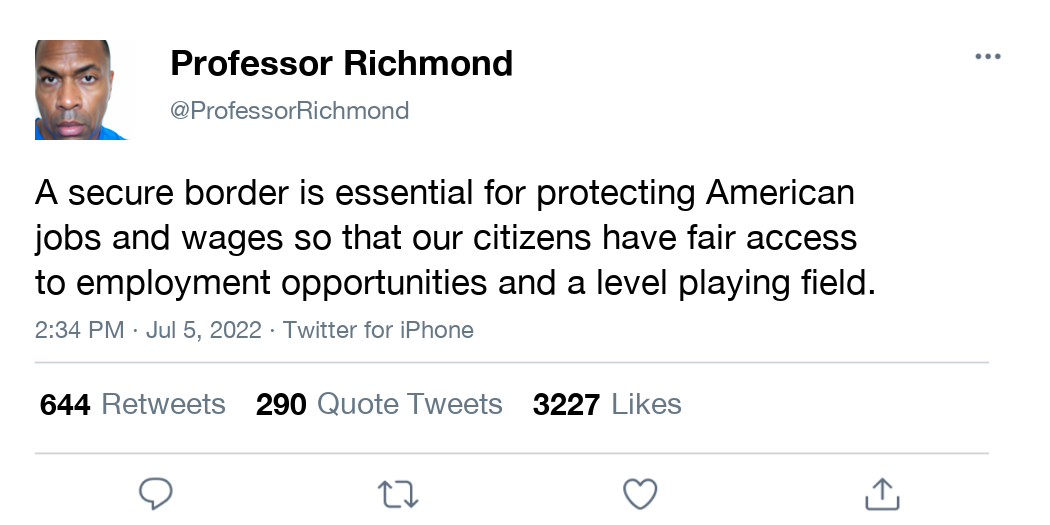 Professor Richmond
@ProfessorRichmond
A secure border is essential for protecting American
jobs and wages so that our citizens have fair access
to employment opportunities and a level playing field.
2:34 PM · Jul 5, 2022 · Twitter for iPhone
644 Retweets 290 Quote Tweets 3227 Likes